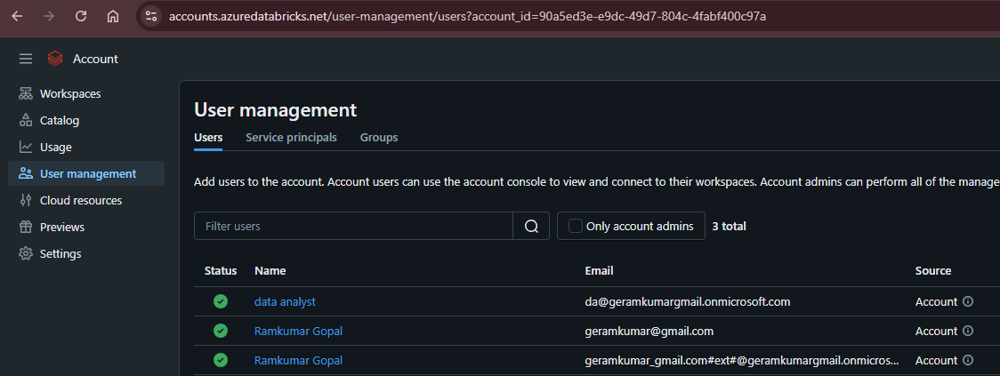 accounts.azuredatabricks.net/user-management/users?account_id=90a5ed3e-e9dc-49d7-804c-4fabf400c97a
Account
Workspaces
Catalog
Usage
User management
Cloud resources
Previews
Settings
User management
Users Service principals Groups
Add users to the account. Account users can use the account console to view and connect to their workspaces. Account admins can perform all of the manage
Filter users Only account admins 3 total
Status Name Email Source
data analyst da@geramkumargmail.onmicrosoft.com Account
Ramkumar Gopal geramkumar@gmail.com Account
Ramkumar Gopal geramkumar_gmail.com#ext#@geramkumargmail.onmicros... Account